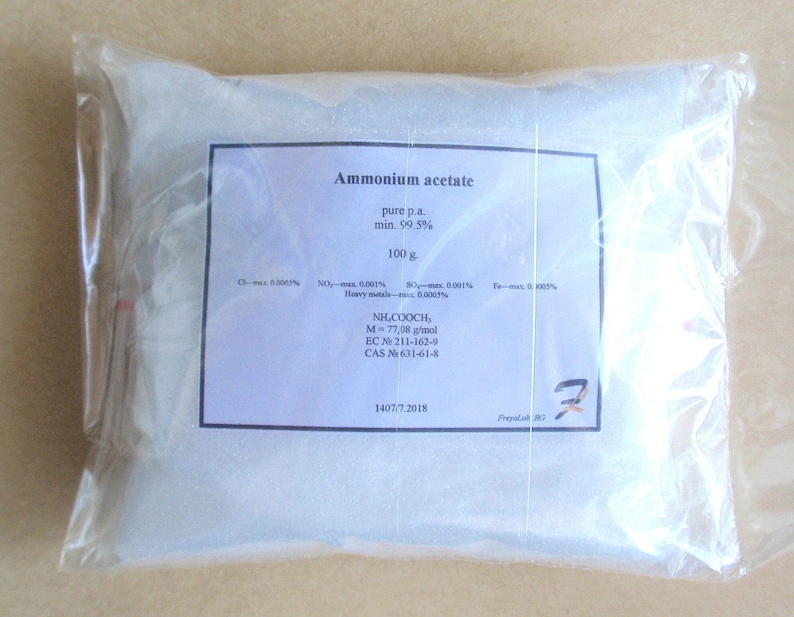 Ammonium acetate
pure p.a.
min. 99.5%
100 g.
Cl—max. 0.0005% NO₃—max. 0.001% SO₄—max. 0.001% Fe—max. 0.0005%
Heavy metals—max. 0.0005%
NH₄COOCH₃
M = 77,08 g/mol
EC № 211-162-9
CAS № 631-61-8
1407/7.2018
FreyaLab BG